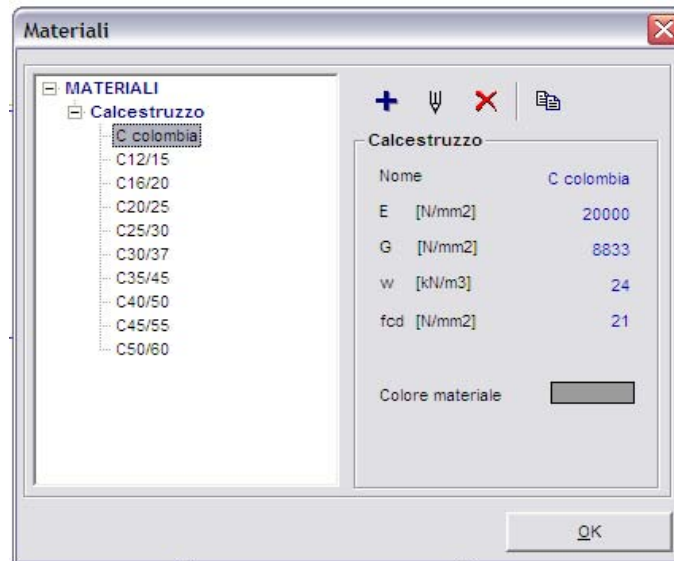 Materiali
MATERIALI
Calcestruzzo
C colombia
C12/15
C16/20
C20/25
C25/30
C30/37
C35/45
C40/50
C45/55
C50/60
Calcestruzzo
Nome C colombia
E [N/mm2] 20000
G [N/mm2] 8833
w [kN/m3] 24
fcd [N/mm2] 21
Colore materiale
OK